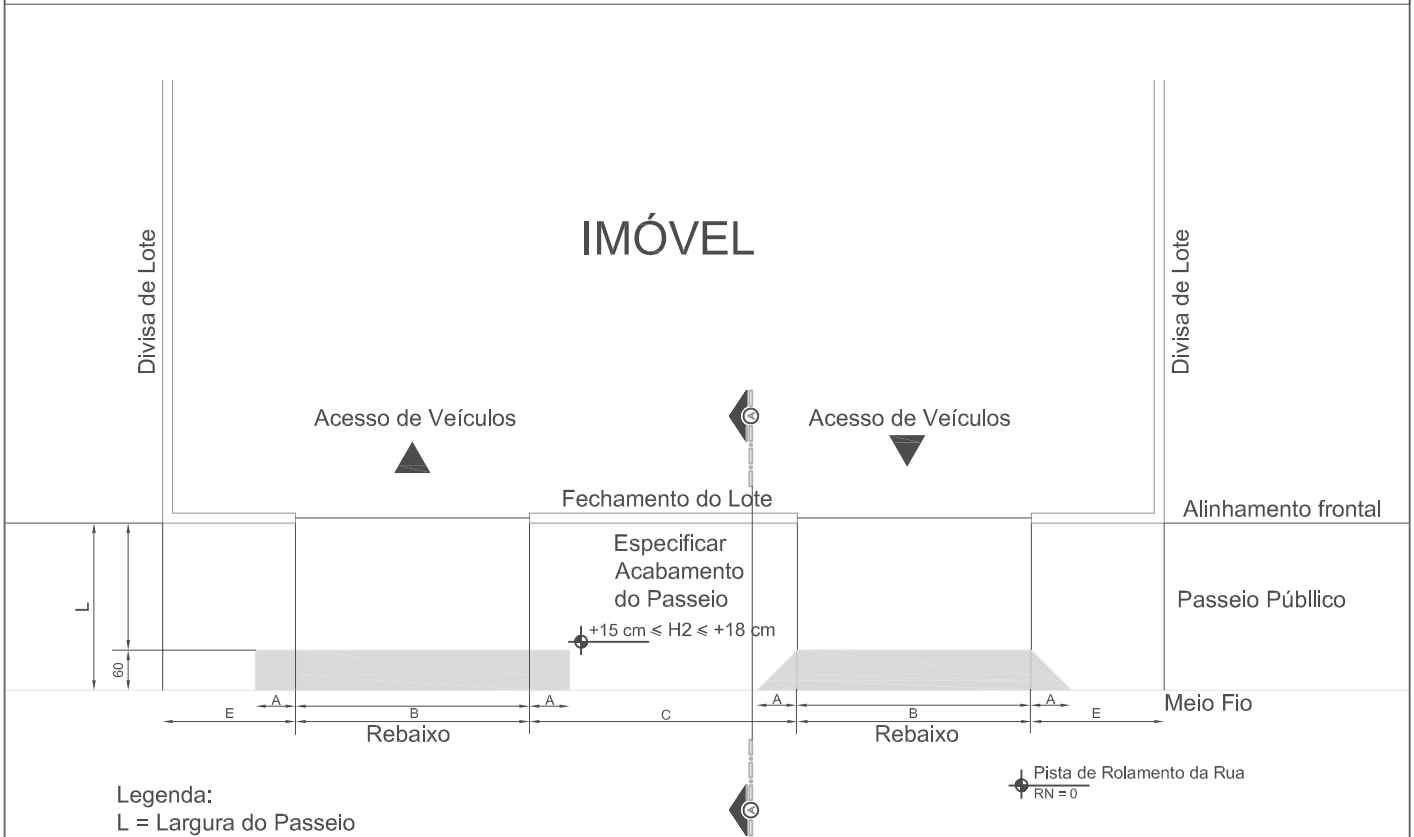 IMÓVEL
Divisa de Lote
Divisa de Lote
Acesso de Veículos
Acesso de Veículos
A
Fechamento do Lote
Alinhamento frontal
Especificar
Acabamento
do Passeio
Passeio Públlico
L
+15 cm ≤ H2 ≤ +18 cm
60
A
A
A
A
E
B
C
B
E
Meio Fio
Rebaixo
Rebaixo
Pista de Rolamento da Rua
RN = 0
A
Legenda:
L = Largura do Passeio